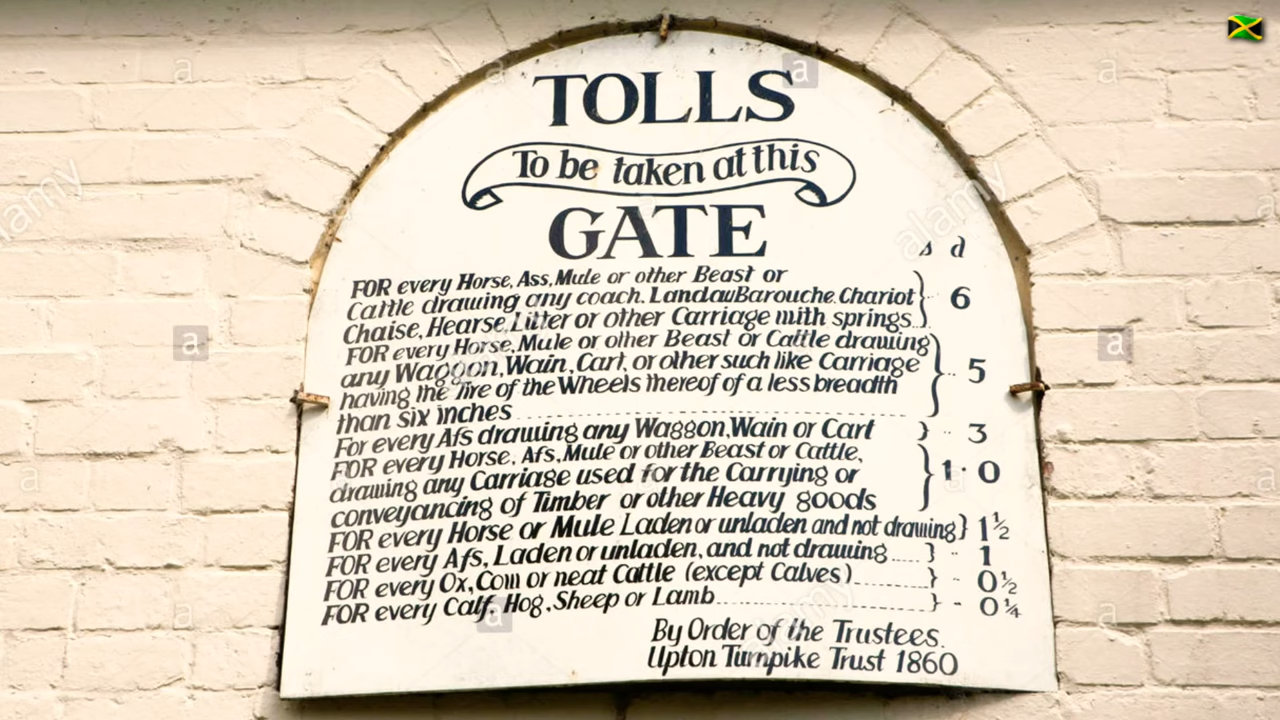 TOLLS
To be taken at this
GATE
s d
FOR every Horse, Ass, Mule or other Beast or
Cattle drawing any coach. Landau Barouche. Chariot
Chaise, Hearse, Litter or other Carriage with springs... } 6
FOR every Horse, Mule or other Beast or Cattle drawing
any Waggon, Wain, Cart, or other such like Carriage
having the Tire of the Wheels thereof of a less breadth
than six inches } .. 5
For every Afs drawing any Waggon, Wain or Cart } .. 3
FOR every Horse, Afs, Mule or other Beast or Cattle,
drawing any Carriage used for the Carrying or
conveyancing of Timber or other Heavy goods } 1 · 0
FOR every Horse or Mule Laden or unladen and not drawing } 1½
FOR every Afs, Laden or unladen, and not drawing ..... } .. 1
FOR every Ox, Cow or neat Cattle (except Calves) ........ } - 0½
FOR every Calf, Hog, Sheep or Lamb ........ } - 0¼
By Order of the Trustees.
Upton Turnpike Trust 1860
alamy
alamy
a
a
a
a
a
a